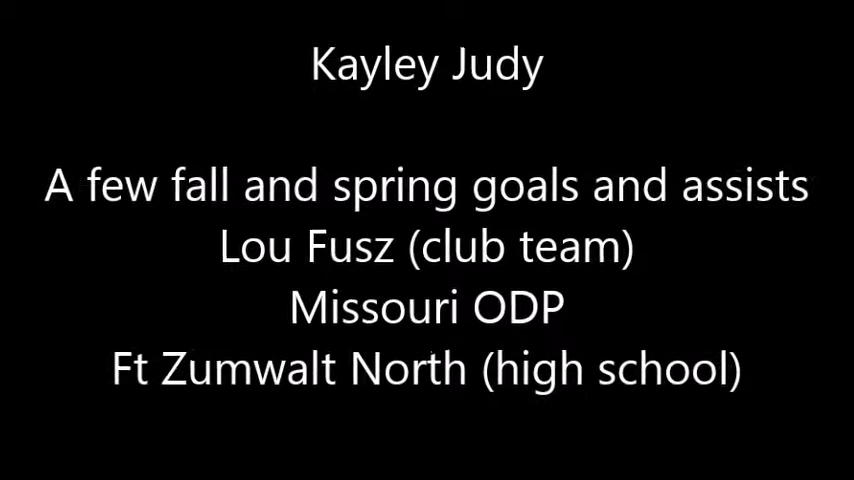 Kayley Judy
A few fall and spring goals and assists
Lou Fusz (club team)
Missouri ODP
Ft Zumwalt North (high school)